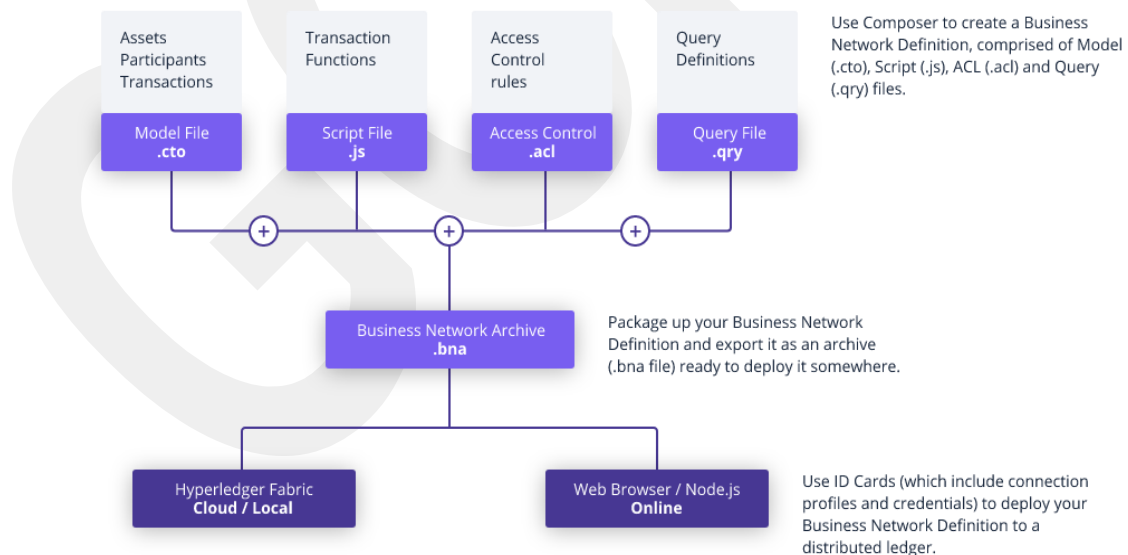 Assets
Participants
Transactions
Transaction
Functions
Access
Control
rules
Query
Definitions
Use Composer to create a Business
Network Definition, comprised of Model
(.cto), Script (.js), ACL (.acl) and Query
(.qry) files.
Model File
.cto
Script File
.js
Access Control
.acl
Query File
.qry
+
+
+
Business Network Archive
.bna
Package up your Business Network
Definition and export it as an archive
(.bna file) ready to deploy it somewhere.
Hyperledger Fabric
Cloud / Local
Web Browser / Node.js
Online
Use ID Cards (which include connection
profiles and credentials) to deploy your
Business Network Definition to a
distributed ledger.